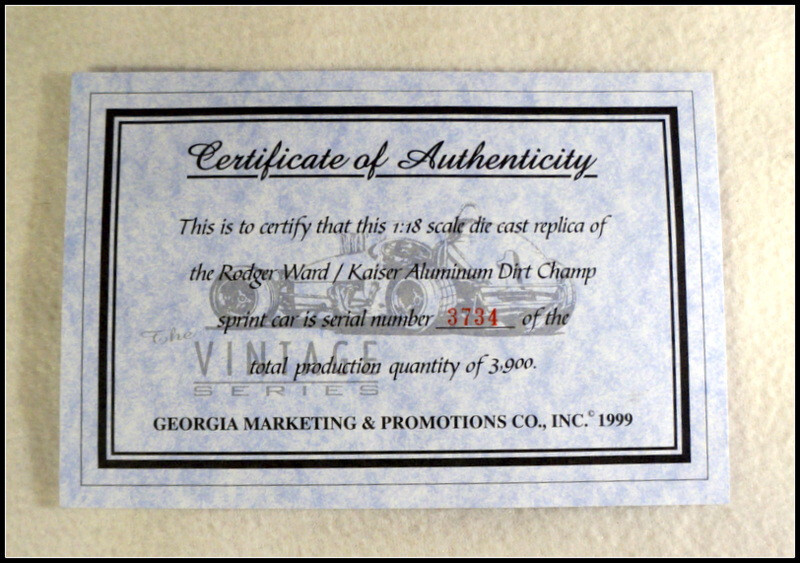 Certificate of Authenticity
This is to certify that this 1:18 scale die cast replica of
the Rodger Ward / Kaiser Aluminum Dirt Champ
sprint car is serial number 3734 of the
total production quantity of 3,900.
The
VINTAGE
SERIES
GEORGIA MARKETING & PROMOTIONS CO., INC.© 1999